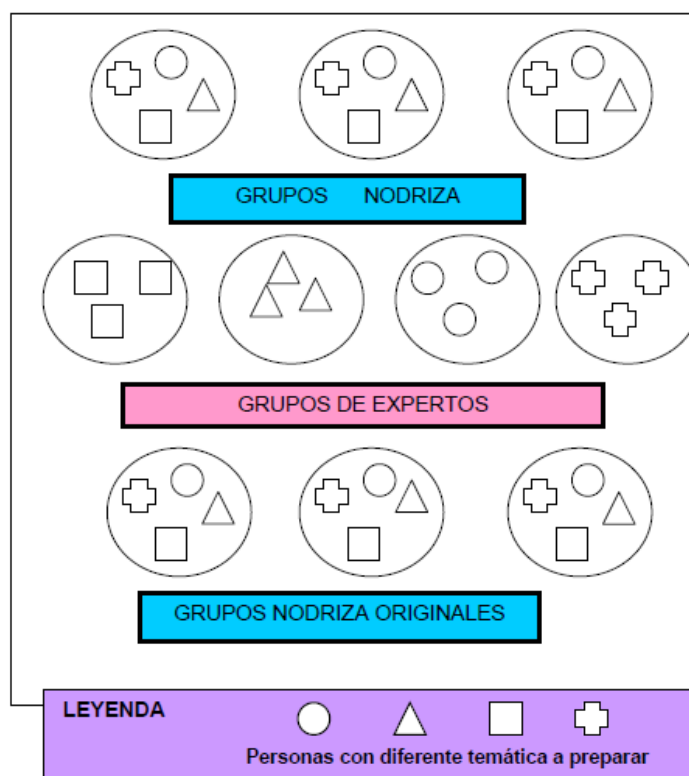 GRUPOS NODRIZA
GRUPOS DE EXPERTOS
GRUPOS NODRIZA ORIGINALES
LEYENDA
Personas con diferente temática a preparar